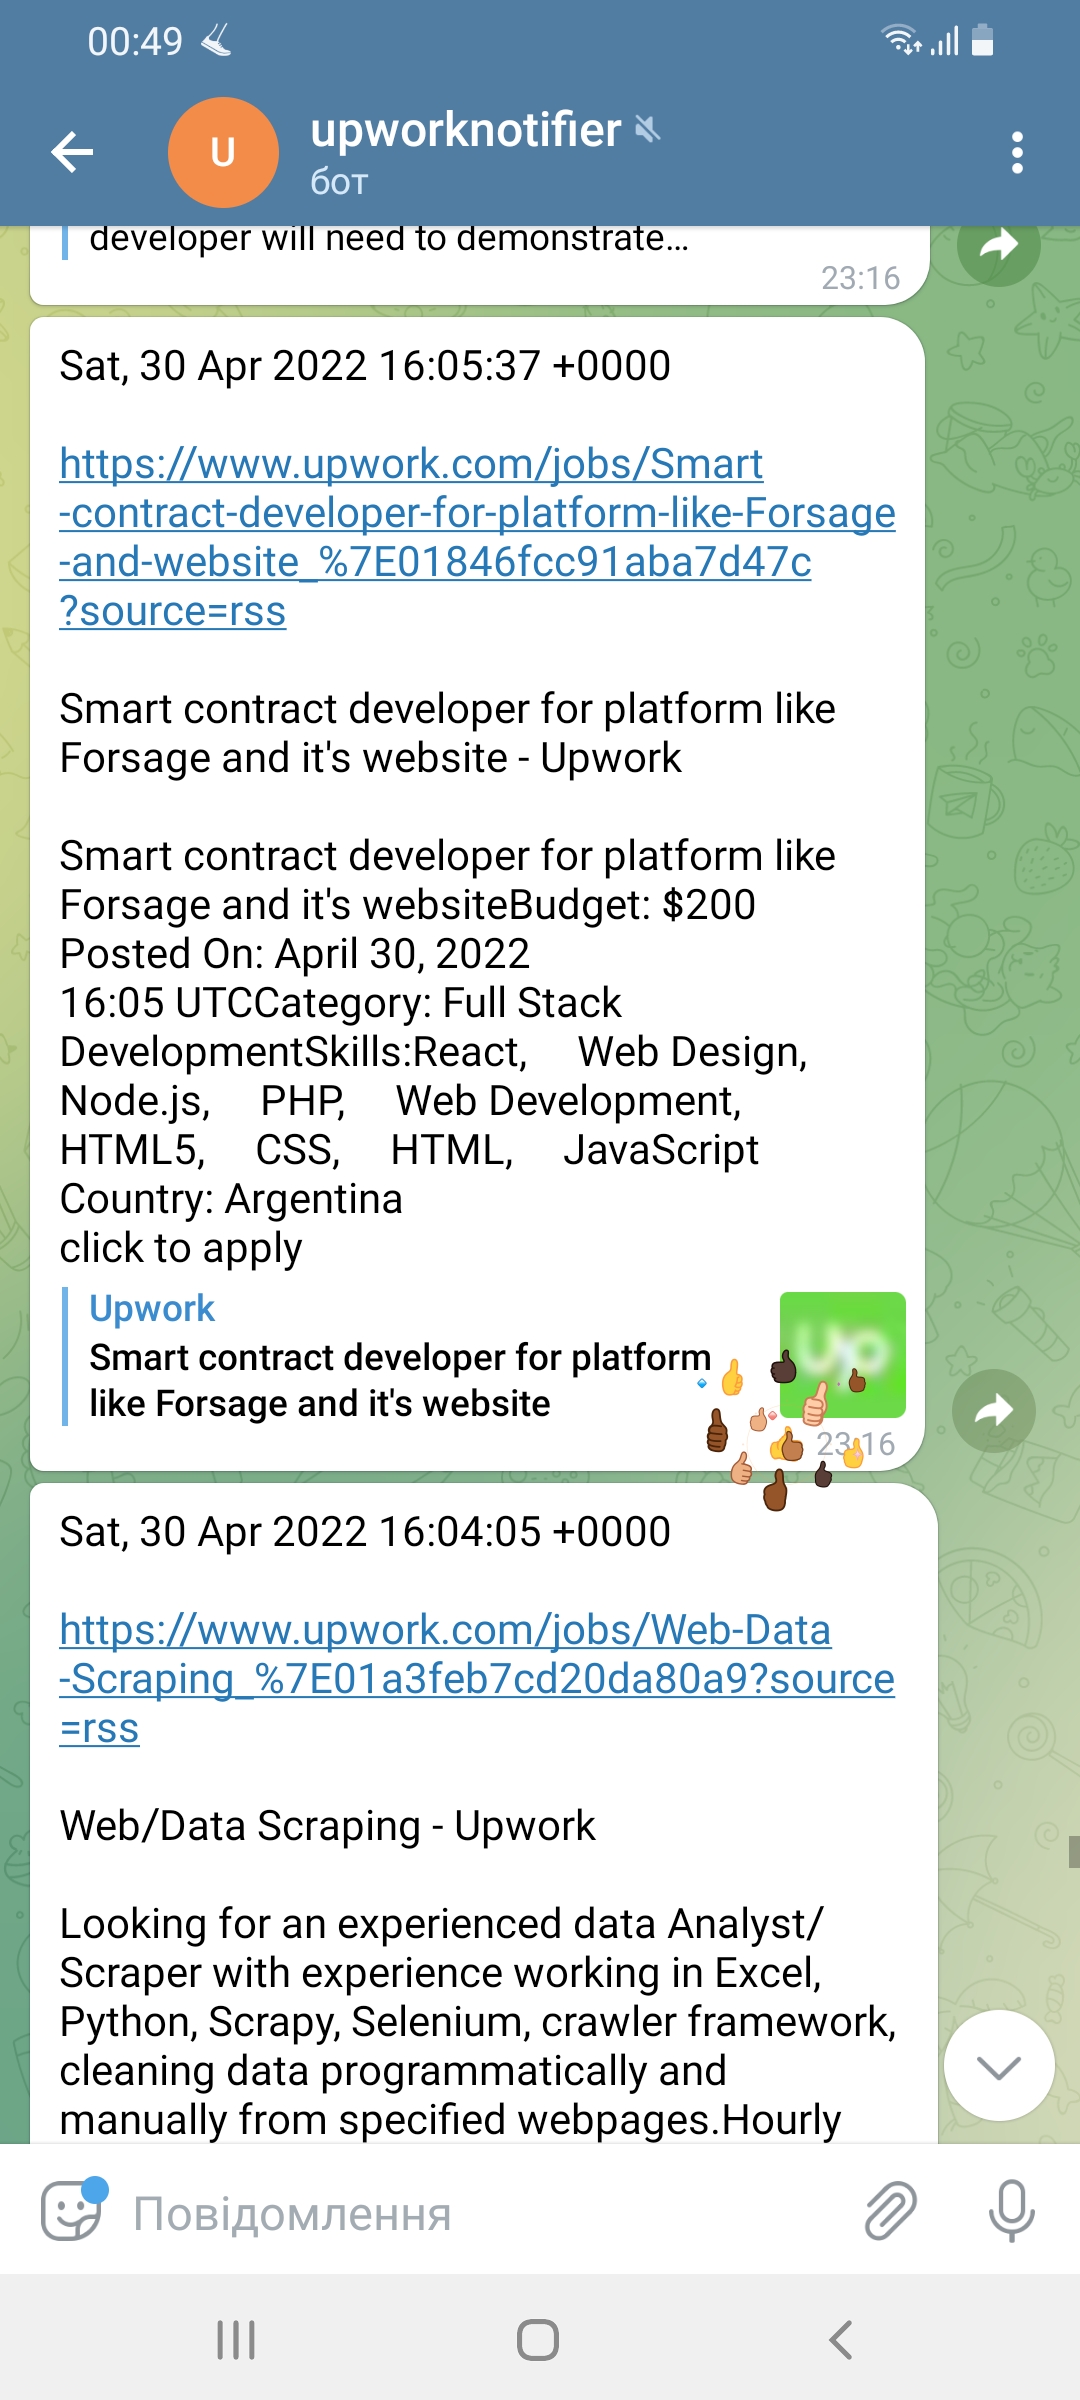 00:49
U
upworknotifier
бот
developer will need to demonstrate...
23:16
Sat, 30 Apr 2022 16:05:37 +0000
https://www.upwork.com/jobs/Smart
-contract-developer-for-platform-like-Forsage
-and-website_%7E01846fcc91aba7d47c
?source=rss
Smart contract developer for platform like
Forsage and it's website - Upwork
Smart contract developer for platform like
Forsage and it's websiteBudget: $200
Posted On: April 30, 2022
16:05 UTCCategory: Full Stack
DevelopmentSkills:React, Web Design,
Node.js, PHP, Web Development,
HTML5, CSS, HTML, JavaScript
Country: Argentina
click to apply
Upwork
Smart contract developer for platform
like Forsage and it's website
Up
23:16
Sat, 30 Apr 2022 16:04:05 +0000
https://www.upwork.com/jobs/Web-Data
-Scraping_%7E01a3feb7cd20da80a9?source
=rss
Web/Data Scraping - Upwork
Looking for an experienced data Analyst/
Scraper with experience working in Excel,
Python, Scrapy, Selenium, crawler framework,
cleaning data programmatically and
manually from specified webpages.Hourly
Повідомлення